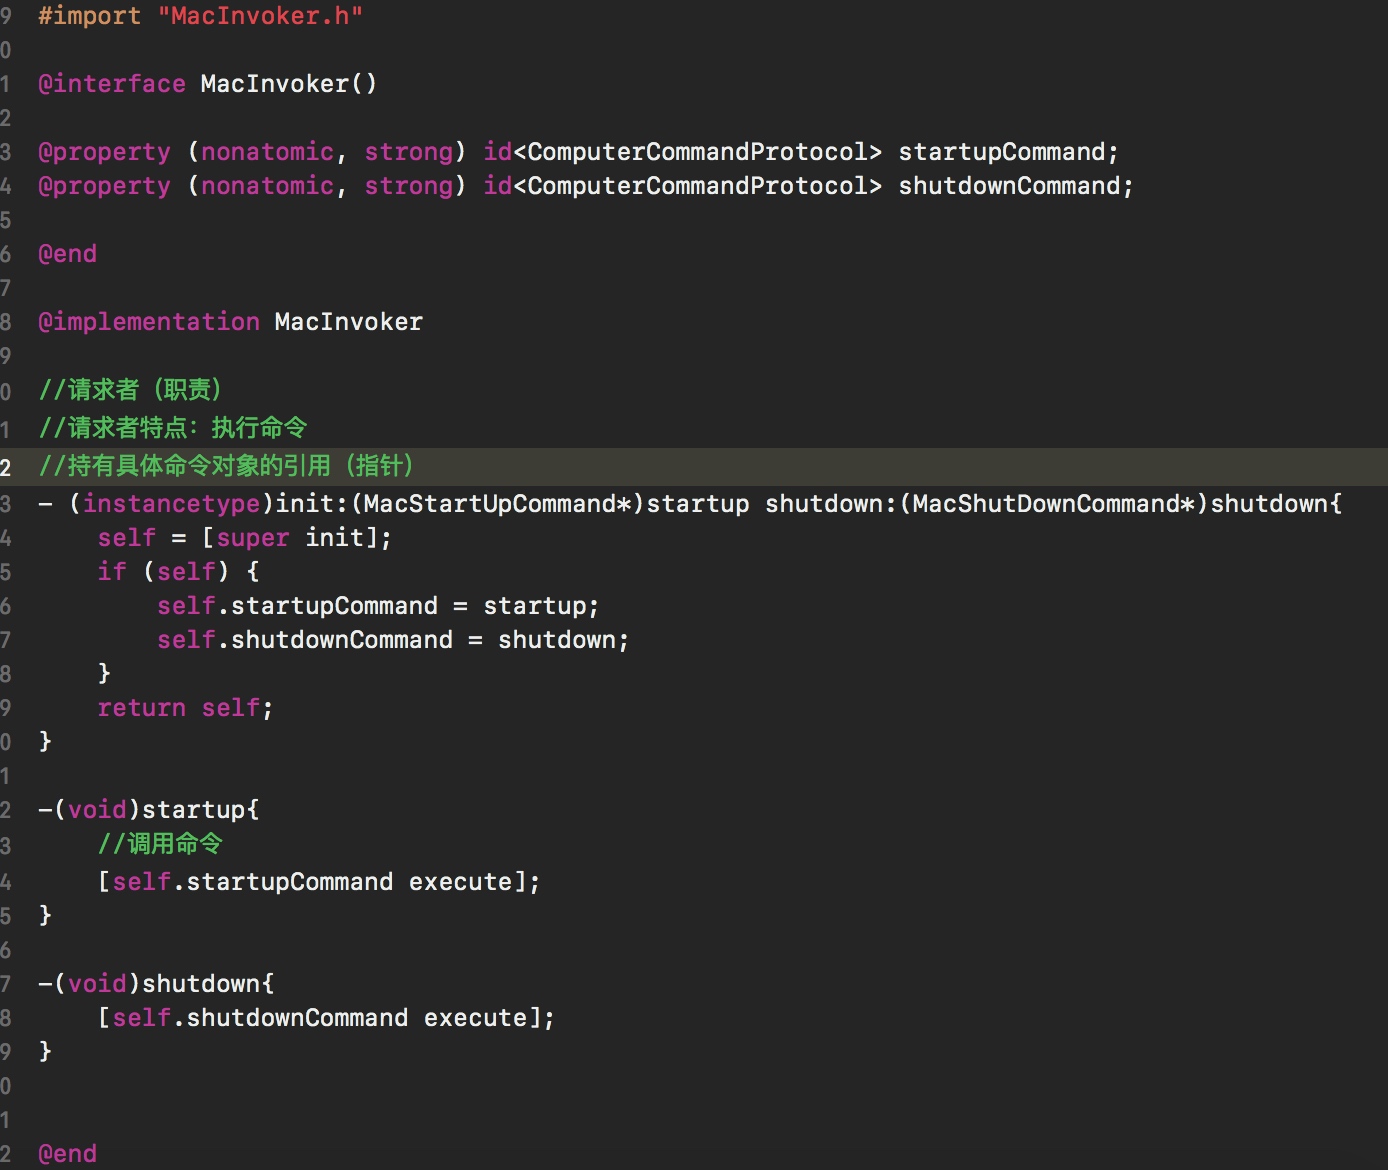 9 #import "MacInvoker.h"
0
1 @interface MacInvoker()
2
3 @property (nonatomic, strong) id<ComputerCommandProtocol> startupCommand;
4 @property (nonatomic, strong) id<ComputerCommandProtocol> shutdownCommand;
5
6 @end
7
8 @implementation MacInvoker
9
0 //请求者（职责）
1 //请求者特点：执行命令
2 //持有具体命令对象的引用（指针）
3 - (instancetype)init:(MacStartUpCommand*)startup shutdown:(MacShutDownCommand*)shutdown{
4     self = [super init];
5     if (self) {
6         self.startupCommand = startup;
7         self.shutdownCommand = shutdown;
8     }
9     return self;
0 }
1
2 -(void)startup{
3     //调用命令
4     [self.startupCommand execute];
5 }
6
7 -(void)shutdown{
8     [self.shutdownCommand execute];
9 }
0
1
2 @end